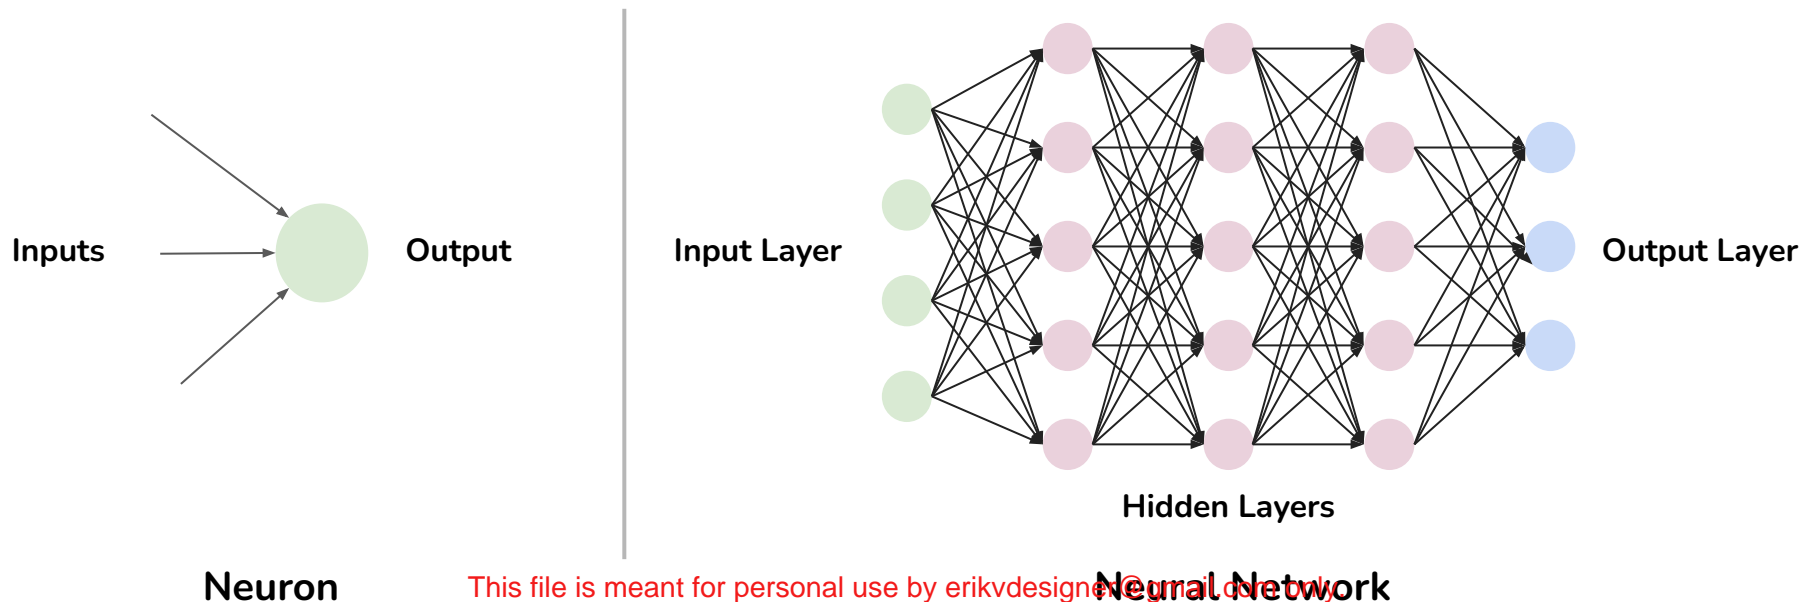 Inputs
Output
Neuron
Input Layer
Output Layer
Hidden Layers
Neural Network
This file is meant for personal use by erikvdesigner@gmail.com only.